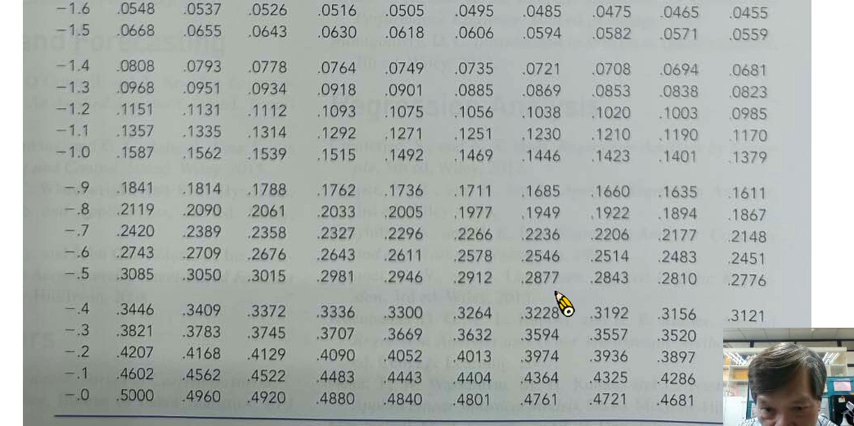 −1.6 .0548 .0537 .0526 .0516 .0505 .0495 .0485 .0475 .0465 .0455
−1.5 .0668 .0655 .0643 .0630 .0618 .0606 .0594 .0582 .0571 .0559
−1.4 .0808 .0793 .0778 .0764 .0749 .0735 .0721 .0708 .0694 .0681
−1.3 .0968 .0951 .0934 .0918 .0901 .0885 .0869 .0853 .0838 .0823
−1.2 .1151 .1131 .1112 .1093 .1075 .1056 .1038 .1020 .1003 .0985
−1.1 .1357 .1335 .1314 .1292 .1271 .1251 .1230 .1210 .1190 .1170
−1.0 .1587 .1562 .1539 .1515 .1492 .1469 .1446 .1423 .1401 .1379
−.9 .1841 .1814 .1788 .1762 .1736 .1711 .1685 .1660 .1635 .1611
−.8 .2119 .2090 .2061 .2033 .2005 .1977 .1949 .1922 .1894 .1867
−.7 .2420 .2389 .2358 .2327 .2296 .2266 .2236 .2206 .2177 .2148
−.6 .2743 .2709 .2676 .2643 .2611 .2578 .2546 .2514 .2483 .2451
−.5 .3085 .3050 .3015 .2981 .2946 .2912 .2877 .2843 .2810 .2776
−.4 .3446 .3409 .3372 .3336 .3300 .3264 .3228 .3192 .3156 .3121
−.3 .3821 .3783 .3745 .3707 .3669 .3632 .3594 .3557 .3520
−.2 .4207 .4168 .4129 .4090 .4052 .4013 .3974 .3936 .3897
−.1 .4602 .4562 .4522 .4483 .4443 .4404 .4364 .4325 .4286
−.0 .5000 .4960 .4920 .4880 .4840 .4801 .4761 .4721 .4681